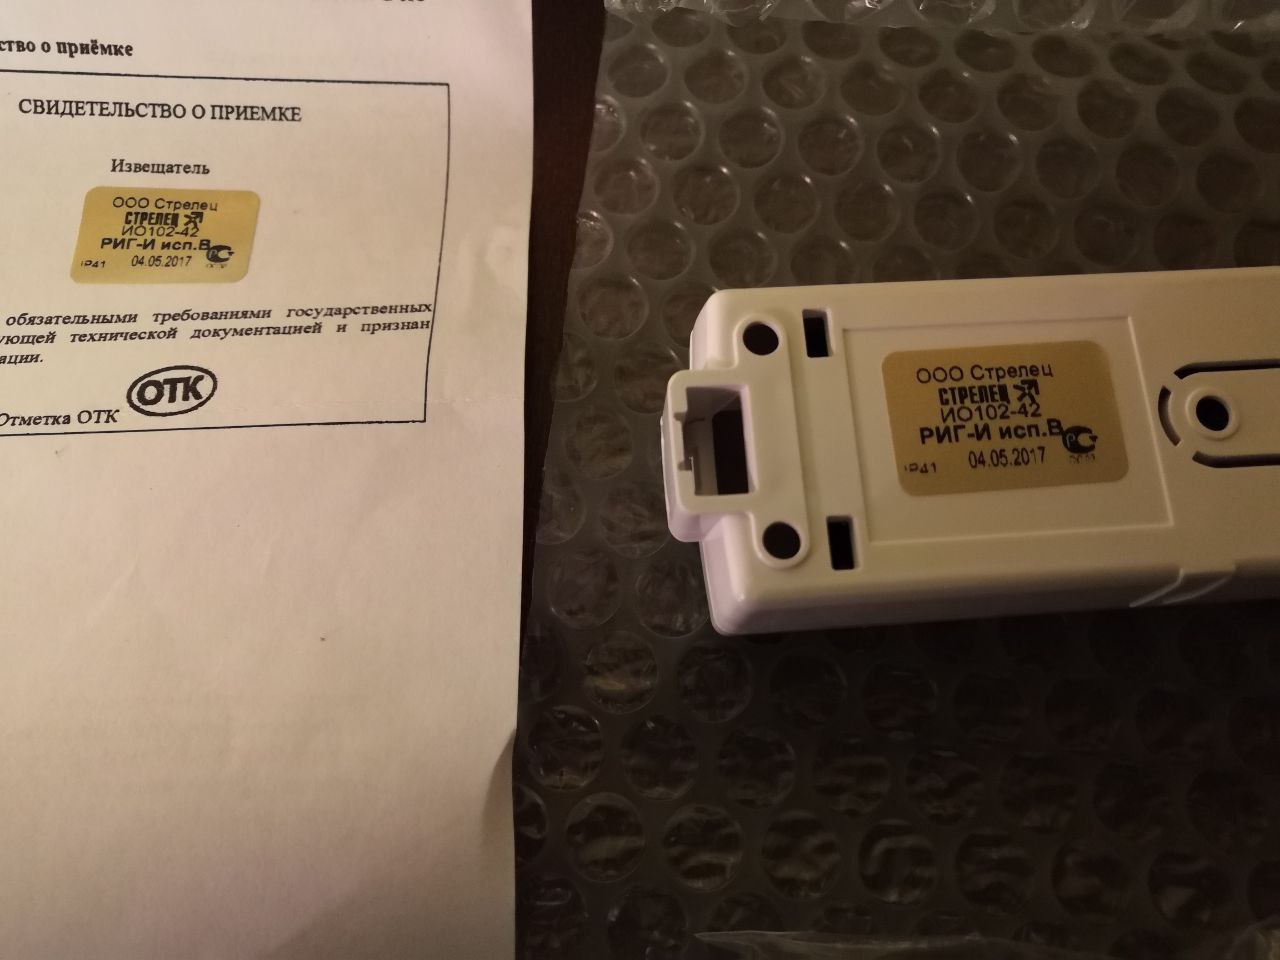 ство о приёмке
СВИДЕТЕЛЬСТВО О ПРИЕМКЕ
Извещатель
ООО Стрелец
СТРЕЛЕЦ
ИО102-42
РИГ-И исп.В
IP41 04.05.2017
обязательными требованиями государственных
ующей технической документацией и признан
ации.
Отметка ОТК
ОТК
ООО Стрелец
СТРЕЛЕЦ
ИО102-42
РИГ-И исп.В
IP41 04.05.2017